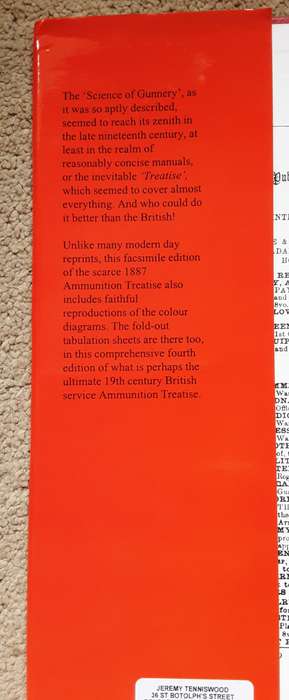 The 'Science of Gunnery', as
it was so aptly described,
seemed to reach its zenith in
the late nineteenth century, at
least in the realm of
reasonably concise manuals,
or the inevitable 'Treatise',
which seemed to cover almost
everything. And who could do
it better than the British!
Unlike many modern day
reprints, this facsimile edition
of the scarce 1887
Ammunition Treatise also
includes faithful
reproductions of the colour
diagrams. The fold-out
tabulation sheets are there too,
in this comprehensive fourth
edition of what is perhaps the
ultimate 19th century British
service Ammunition Treatise.
JEREMY TENNISWOOD
36 ST BOTOLPH'S STREET